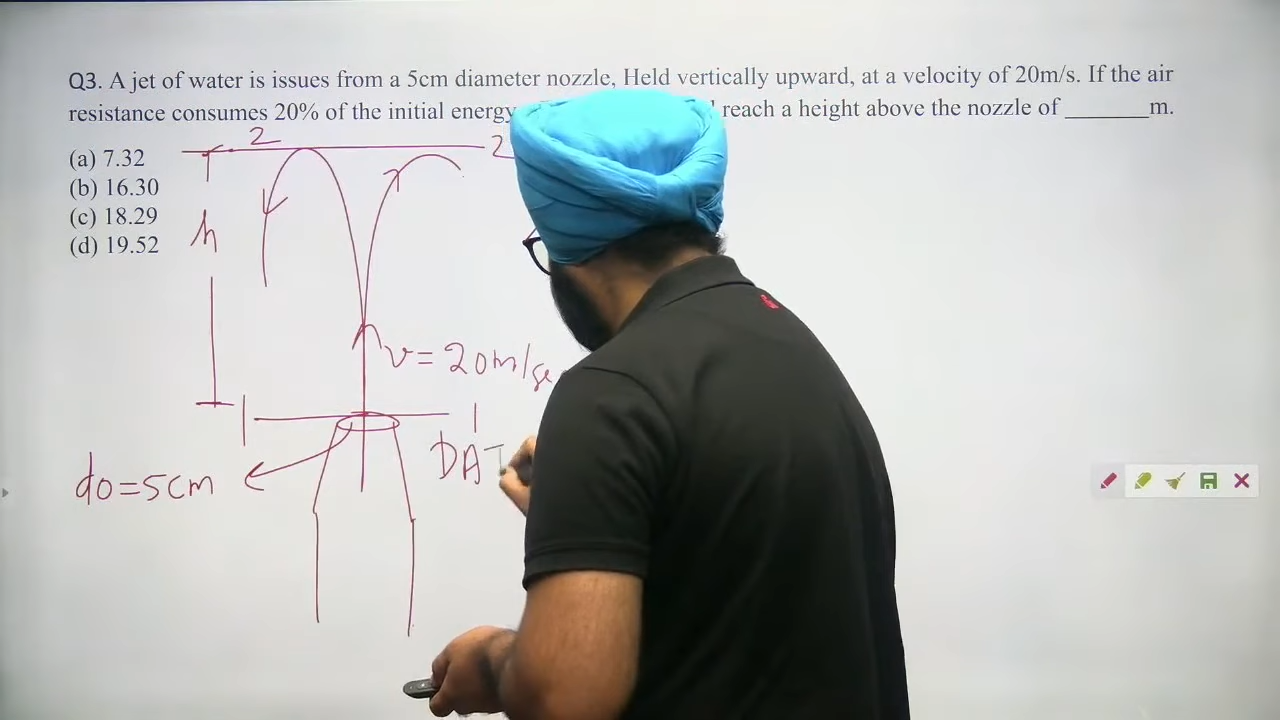 Q3. A jet of water is issues from a 5cm diameter nozzle, Held vertically upward, at a velocity of 20m/s. If the air
resistance consumes 20% of the initial energy reach a height above the nozzle of ________m.
(a) 7.32
(b) 16.30
(c) 18.29
(d) 19.52
2 2
h
v=20m/se
1 1
DAT
do=5cm